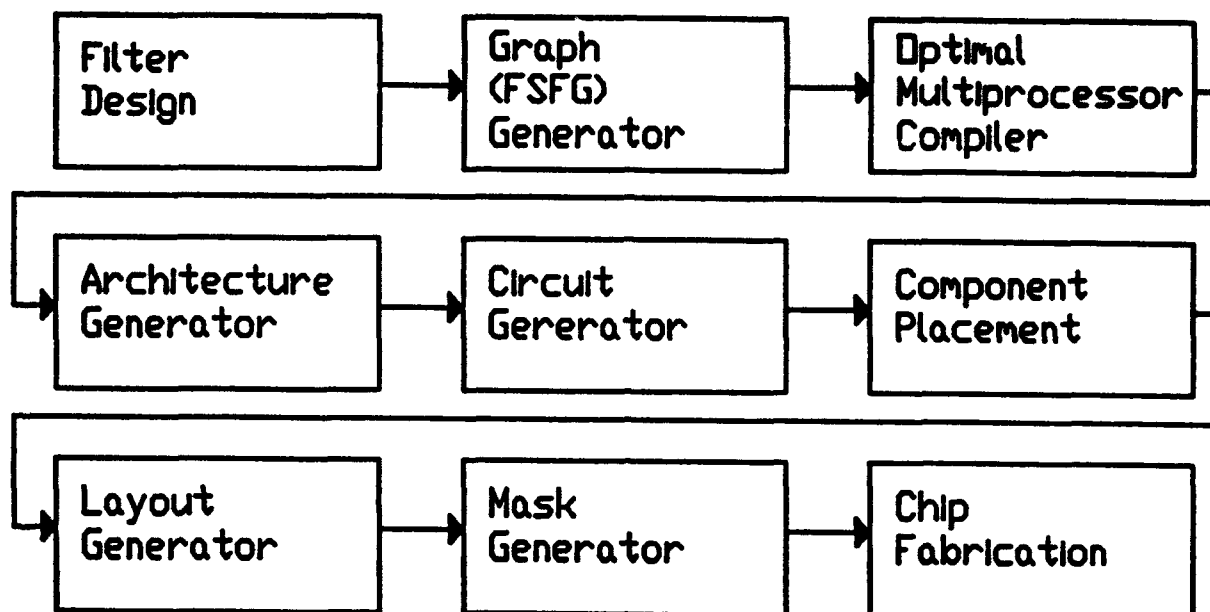 Filter
Design
Graph
(FSFG)
Generator
Optimal
Multiprocessor
Compiler
Architecture
Generator
Circuit
Gererator
Component
Placement
Layout
Generator
Mask
Generator
Chip
Fabrication